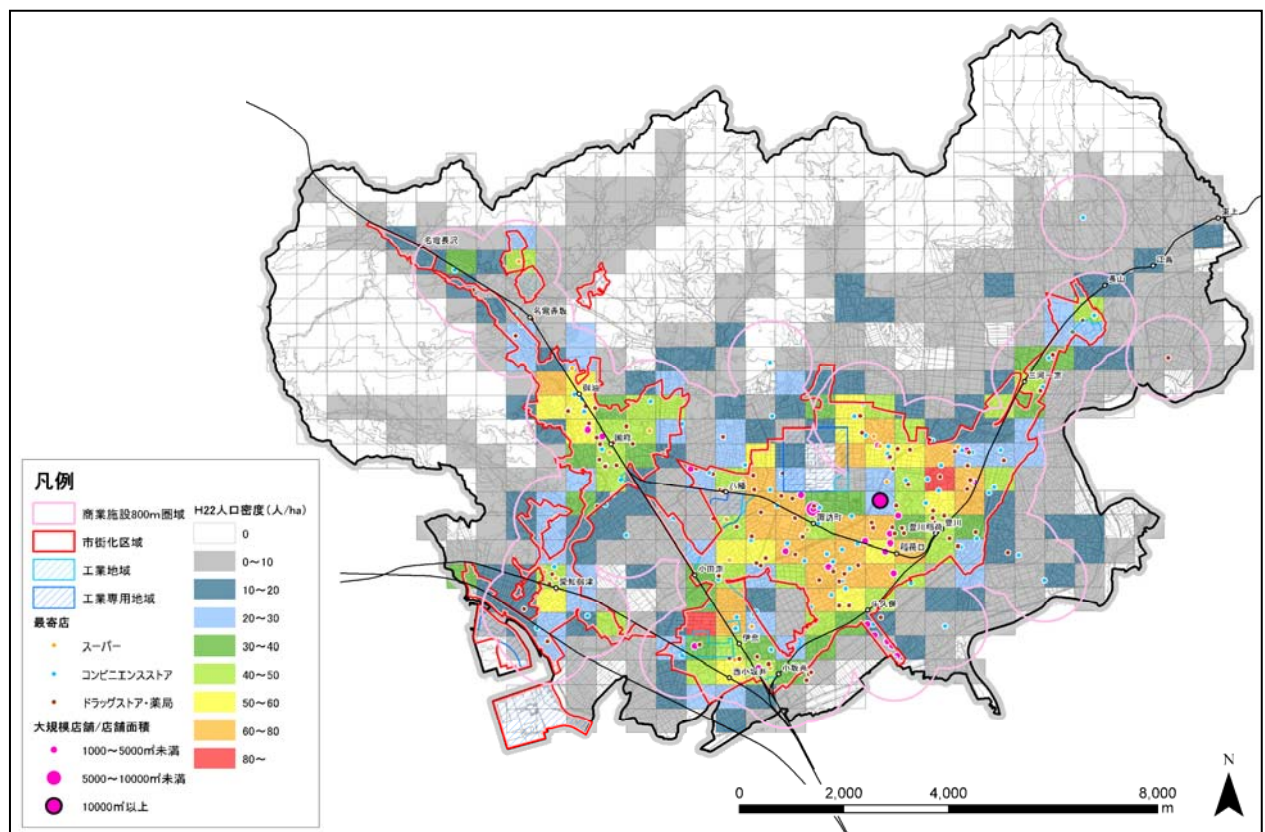 名電長沢
東上
江島
長山
名電赤坂
三河一宮
御油
国府
八幡
諏訪町
豊川稲荷
豊川
稲荷口
愛知御津
小田渕
牛久保
伊奈
西小坂井
小坂井
凡例
商業施設800m圏域
市街化区域
工業地域
工業専用地域
最寄店
スーパー
コンビニエンスストア
ドラッグストア・薬局
大規模店舗/店舗面積
1000~5000㎡未満
5000~10000㎡未満
10000㎡以上
H22人口密度(人/ha)
0
0~10
10~20
20~30
30~40
40~50
50~60
60~80
80~
N
0 2,000 4,000 8,000
m